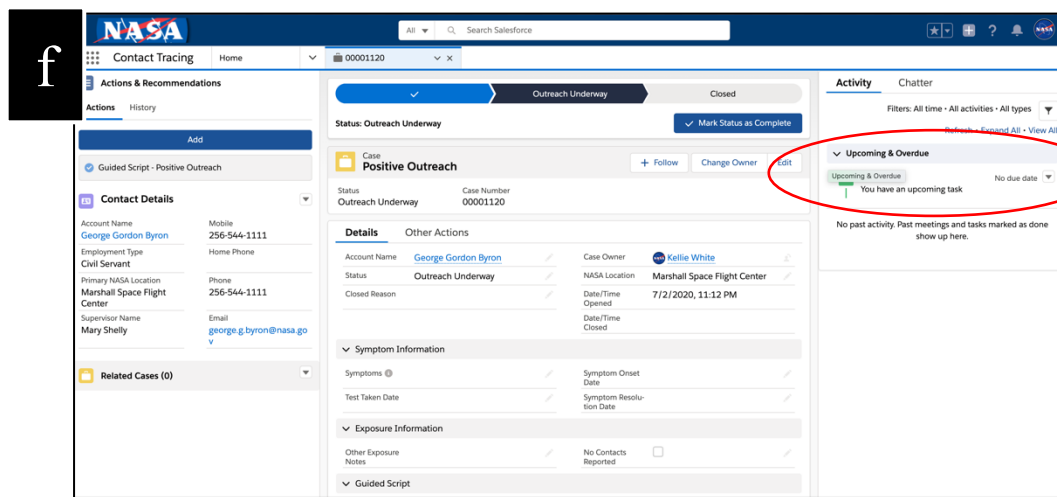 f
NASA
All
Search Salesforce
Contact Tracing
Home
00001120
Actions & Recommendations
Actions
History
Add
Guided Script - Positive Outreach
Contact Details
Account Name
George Gordon Byron
Mobile
256-544-1111
Employment Type
Civil Servant
Home Phone
Primary NASA Location
Marshall Space Flight
Center
Phone
256-544-1111
Supervisor Name
Mary Shelly
Email
george.g.byron@nasa.go
v
Related Cases (0)
Outreach Underway
Closed
Status: Outreach Underway
Mark Status as Complete
Case
Positive Outreach
+ Follow
Change Owner
Edit
Status
Outreach Underway
Case Number
00001120
Details
Other Actions
Account Name
George Gordon Byron
Case Owner
Kellie White
Status
Outreach Underway
NASA Location
Marshall Space Flight Center
Closed Reason
Date/Time
Opened
7/2/2020, 11:12 PM
Date/Time
Closed
Symptom Information
Symptoms
Symptom Onset
Date
Test Taken Date
Symptom Resolu-
tion Date
Exposure Information
Other Exposure
Notes
No Contacts
Reported
Guided Script
Activity
Chatter
Filters: All time • All activities • All types
Refresh • Expand All • View All
Upcoming & Overdue
Upcoming & Overdue
No due date
You have an upcoming task
No past activity. Past meetings and tasks marked as done
show up here.